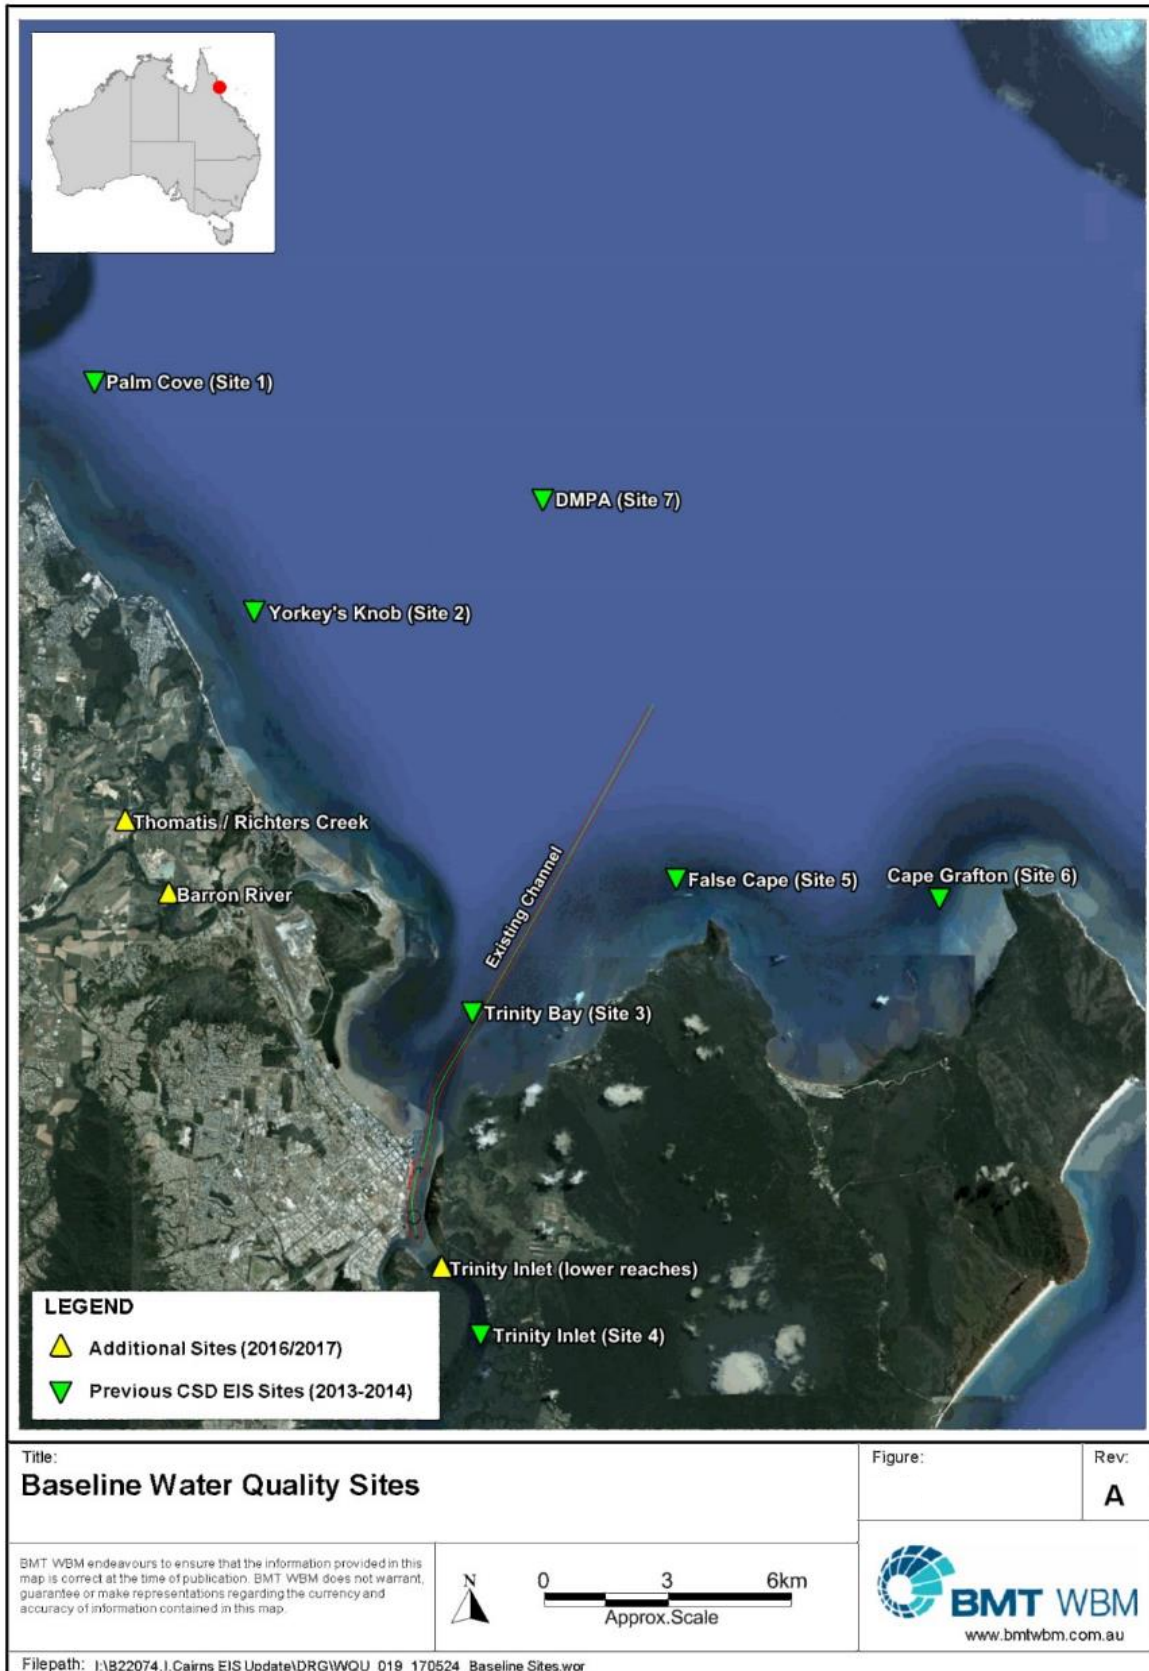 Palm Cove (Site 1)
DMPA (Site 7)
Yorkey's Knob (Site 2)
Thomatis / Richters Creek
Barron River
Existing Channel
False Cape (Site 5)
Cape Grafton (Site 6)
Trinity Bay (Site 3)
Trinity Inlet (lower reaches)
Trinity Inlet (Site 4)
LEGEND
Additional Sites (2016/2017)
Previous CSD EIS Sites (2013-2014)
Title:
Baseline Water Quality Sites
Figure:
Rev:
A
BMT WBM endeavours to ensure that the information provided in this
map is correct at the time of publication. BMT WBM does not warrant,
guarantee or make representations regarding the currency and
accuracy of information contained in this map.
N
0 3 6km
Approx.Scale
BMT WBM
www.bmtwbm.com.au
Filepath: I:\B22074.I.Cairns EIS Update\DRG\WQU_019_170524_Baseline Sites.wor